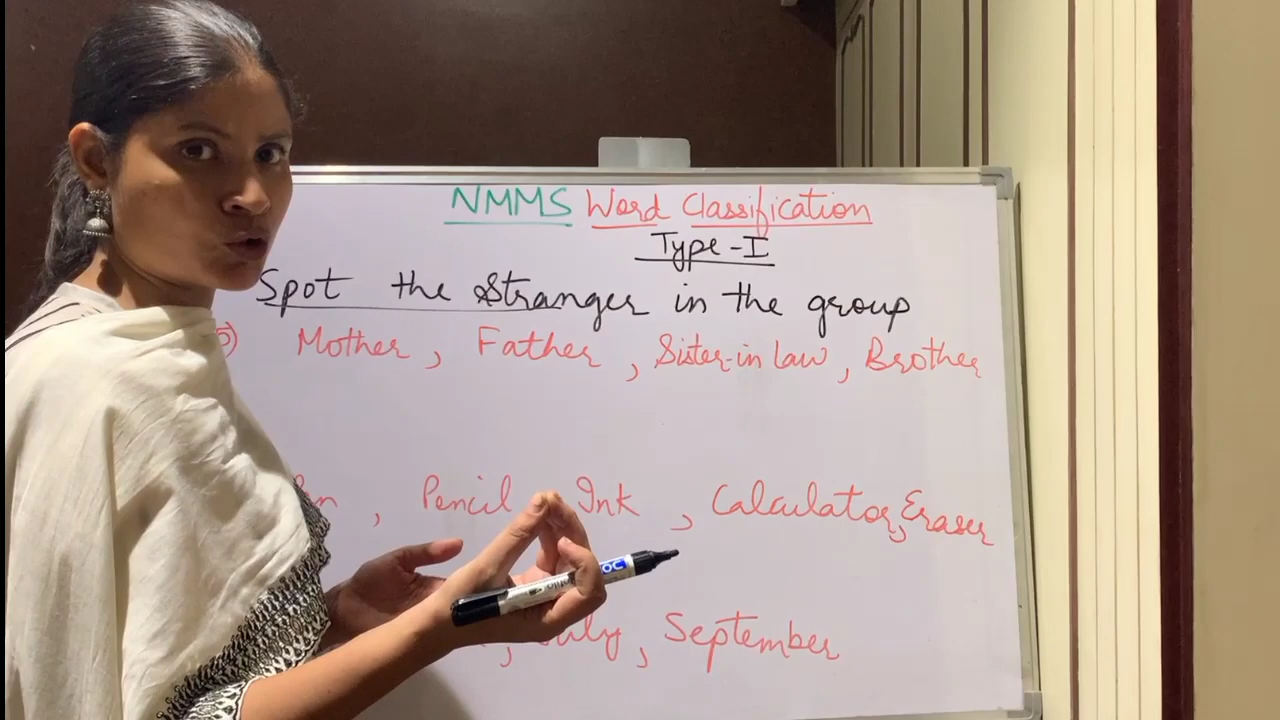 NMMS Word Classification
Type-I
Spot the Stranger in the group
Mother, Father, Sister-in law, Brother
, Pencil Ink, Calculator, Eraser
, July, September